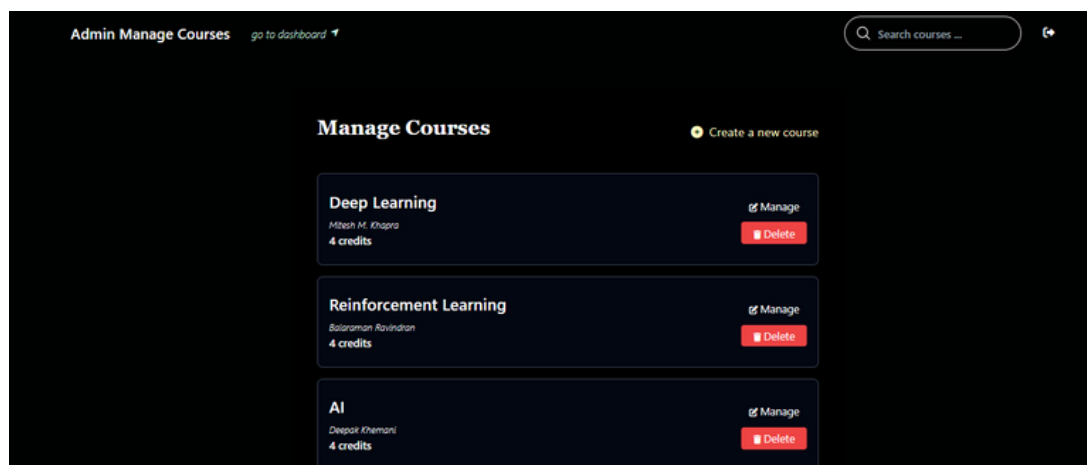 Admin Manage Courses go to dashboard
Search courses ...
Manage Courses
Create a new course
Deep Learning
Mitesh M. Khapra
4 credits
Manage
Delete
Reinforcement Learning
Balaraman Ravindran
4 credits
Manage
Delete
AI
Deepak Khemani
4 credits
Manage
Delete